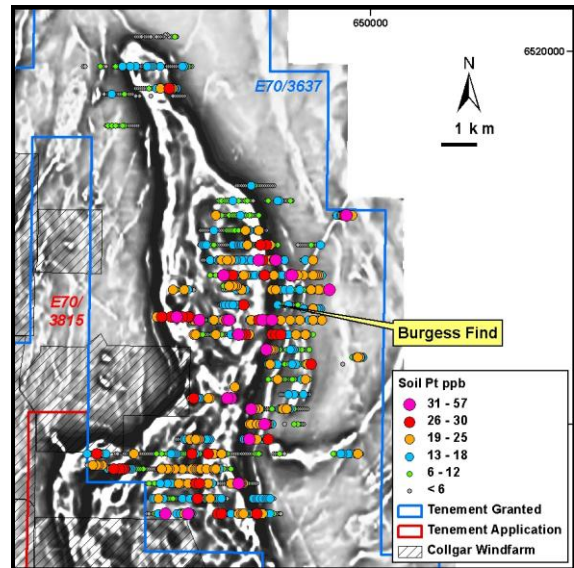 650000
6520000
E70/3637
N
1 km
E70/
3815
Burgess Find
Soil Pt ppb
31 - 57
26 - 30
19 - 25
13 - 18
6 - 12
< 6
Tenement Granted
Tenement Application
Collgar Windfarm